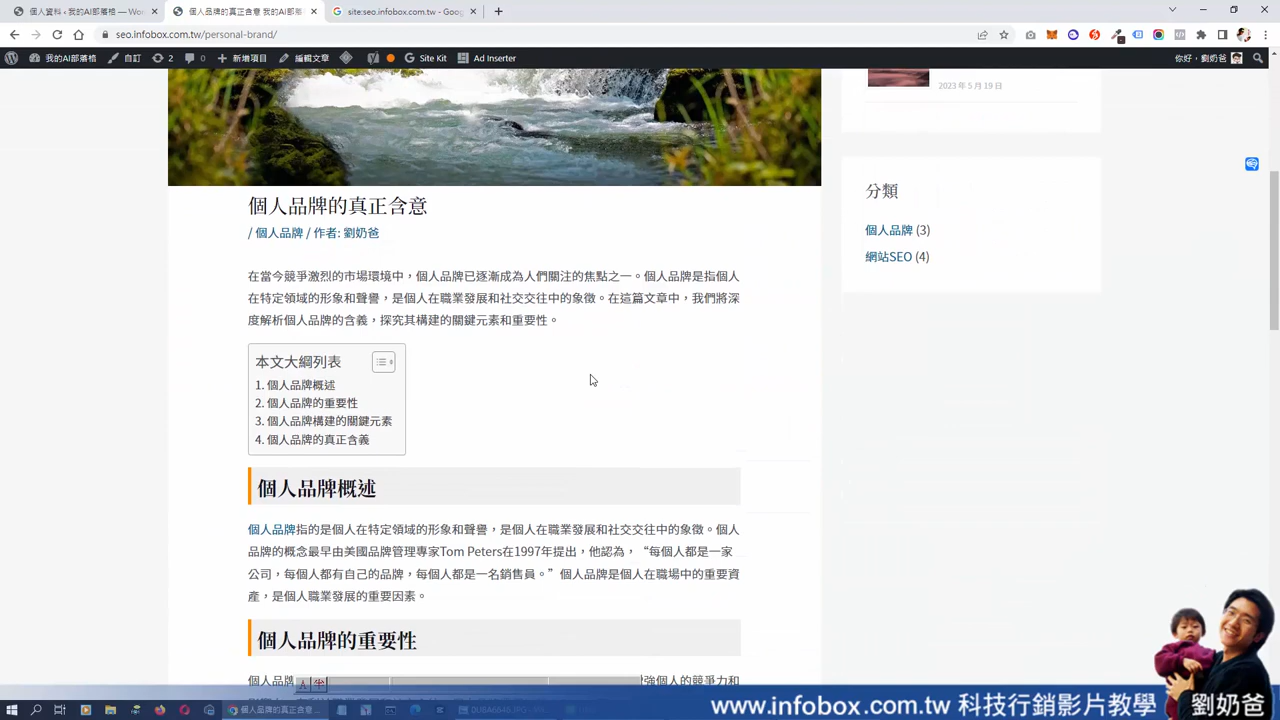 個人資料 ‹ 我的AI部落格 — Wo
個人品牌的真正含意 我的AI部落
site:seo.infobox.com.tw - Goog
seo.infobox.com.tw/personal-brand/
我的AI部落格
自訂
2
0
新增項目
編輯文章
Site Kit
Ad Inserter
你好，劉奶爸
2023 年 5 月 19 日
個人品牌的真正含意
/ 個人品牌 / 作者: 劉奶爸
在當今競爭激烈的市場環境中，個人品牌已逐漸成為人們關注的焦點之一。個人品牌是指個人
在特定領域的形象和聲譽，是個人在職業發展和社交交往中的象徵。在這篇文章中，我們將深
度解析個人品牌的含義，探究其構建的關鍵元素和重要性。
本文大綱列表
1. 個人品牌概述
2. 個人品牌的重要性
3. 個人品牌構建的關鍵元素
4. 個人品牌的真正含義
個人品牌概述
個人品牌指的是個人在特定領域的形象和聲譽，是個人在職業發展和社交交往中的象徵。個人
品牌的概念最早由美國品牌管理專家Tom Peters在1997年提出，他認為，“每個人都是一家
公司，每個人都有自己的品牌，每個人都是一名銷售員。”個人品牌是個人在職場中的重要資
產，是個人職業發展的重要因素。
個人品牌的重要性
個人品牌
強個人的競爭力和
分類
個人品牌 (3)
網站SEO (4)
個人品牌的真正含意...
DUBA6846.JPG
www.infobox.com.tw 科技行銷影片教學
劉奶爸